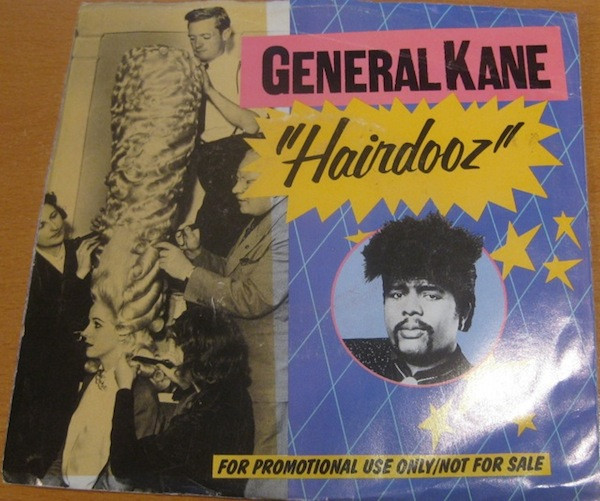 GENERAL KANE
"Hairdooz"
FOR PROMOTIONAL USE ONLY/NOT FOR SALE